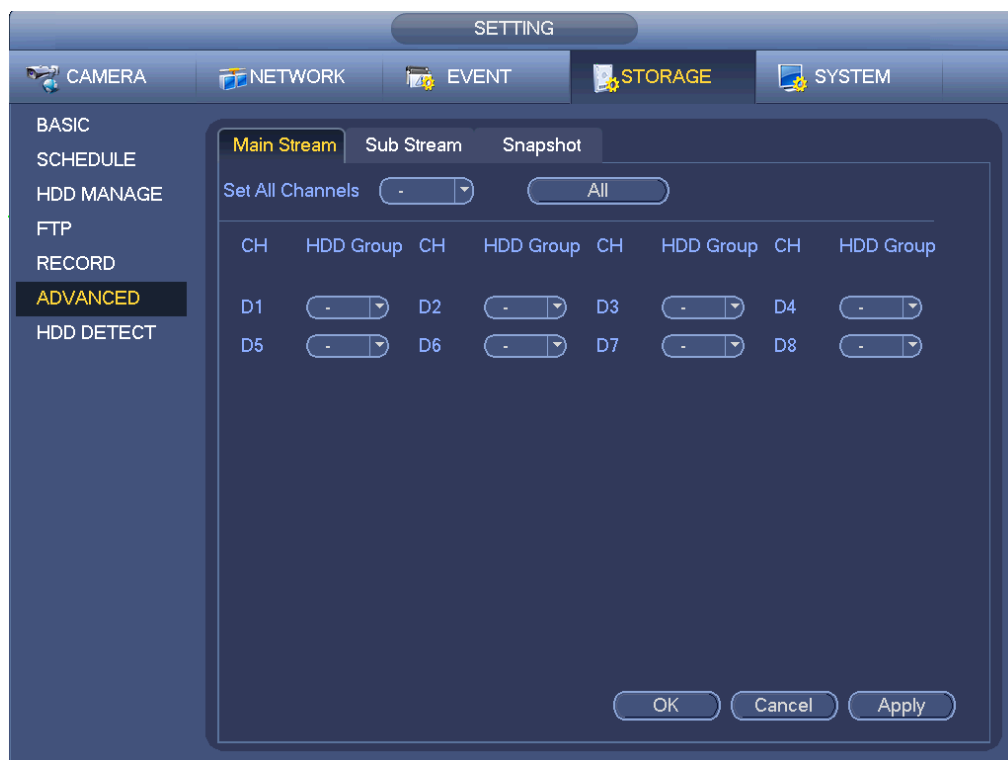 SETTING
CAMERA NETWORK EVENT STORAGE SYSTEM
BASIC
SCHEDULE
HDD MANAGE
FTP
RECORD
ADVANCED
HDD DETECT
Main Stream Sub Stream Snapshot
Set All Channels - All
CH HDD Group CH HDD Group CH HDD Group CH HDD Group
D1 - D2 - D3 - D4 -
D5 - D6 - D7 - D8 -
OK Cancel Apply